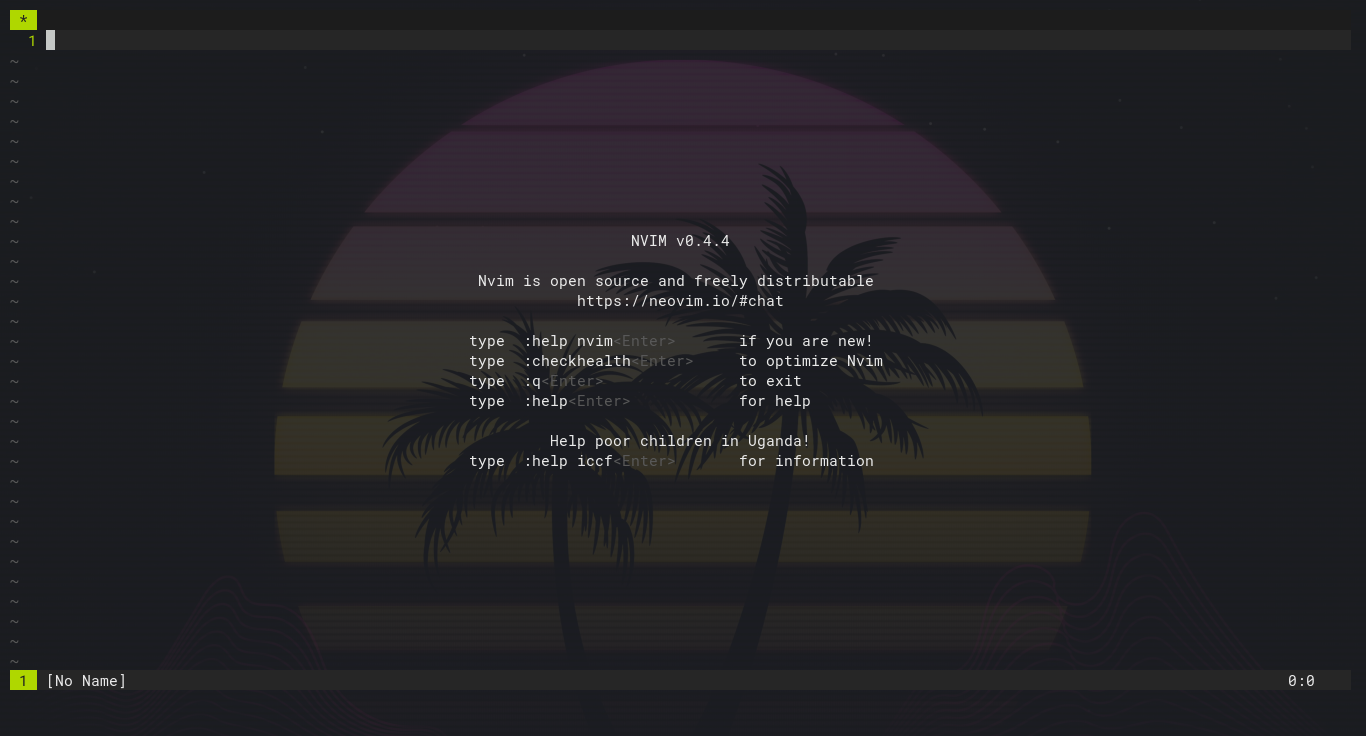 *
1
~
~
~
~
~
~
~
~
~
~ NVIM v0.4.4
~
~ Nvim is open source and freely distributable
~ https://neovim.io/#chat
~
~ type :help nvim<Enter> if you are new!
~ type :checkhealth<Enter> to optimize Nvim
~ type :q<Enter> to exit
~ type :help<Enter> for help
~
~ Help poor children in Uganda!
~ type :help iccf<Enter> for information
~
~
~
~
~
~
~
~
~
~
1 [No Name] 0:0